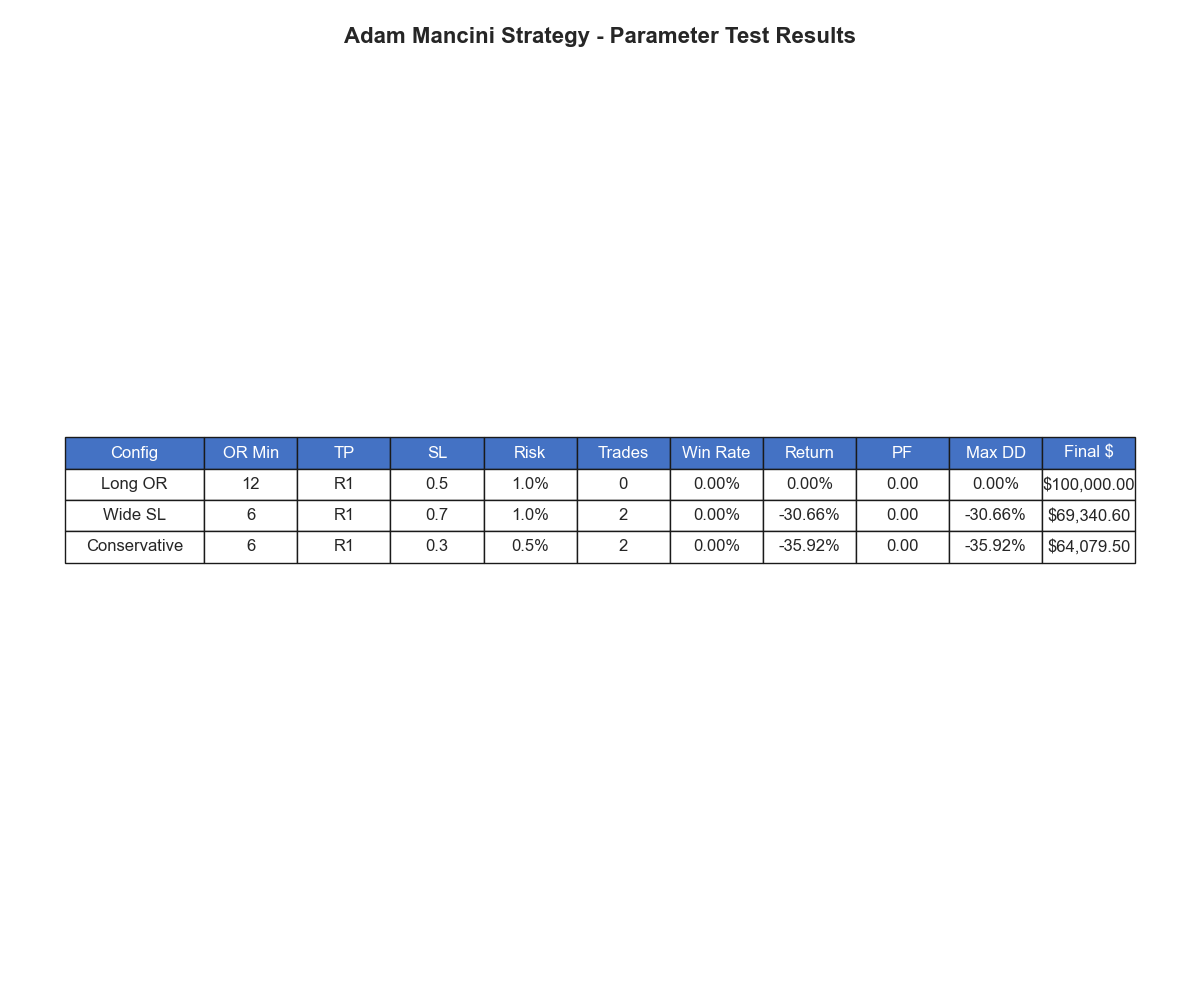 Adam Mancini Strategy - Parameter Test Results
Config OR Min TP SL Risk Trades Win Rate Return PF Max DD Final $
Long OR 12 R1 0.5 1.0% 0 0.00% 0.00% 0.00 0.00% $100,000.00
Wide SL 6 R1 0.7 1.0% 2 0.00% -30.66% 0.00 -30.66% $69,340.60
Conservative 6 R1 0.3 0.5% 2 0.00% -35.92% 0.00 -35.92% $64,079.50